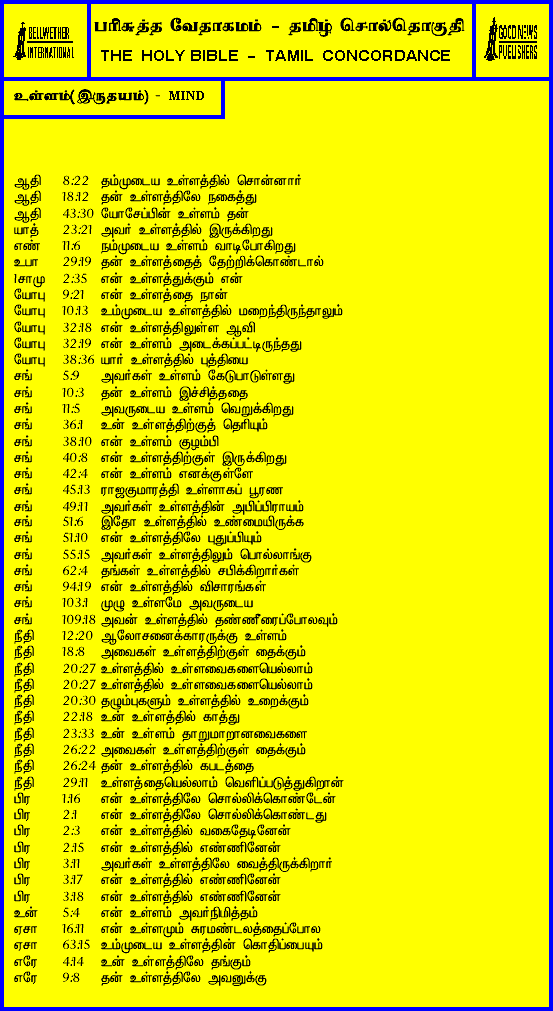 BELLWETHER
INTERNATIONAL
பரிசுத்த வேதாகமம் - தமிழ் சொல்தொகுதி
THE HOLY BIBLE - TAMIL CONCORDANCE
GOOD NEWS
PUBLISHERS
உள்ளம்(இருதயம்) - MIND
ஆதி 8:22 தம்முடைய உள்ளத்தில் சொன்னார்
ஆதி 18:12 தன் உள்ளத்திலே நகைத்து
ஆதி 43:30 யோசேப்பின் உள்ளம் தன்
யாத் 23:21 அவர் உள்ளத்தில் இருக்கிறது
எண் 11:6 நம்முடைய உள்ளம் வாடிபோகிறது
உபா 29:19 தன் உள்ளத்தைத் தேற்றிக்கொண்டால்
1சாமு 2:35 என் உள்ளத்துக்கும் என்
யோபு 9:21 என் உள்ளத்தை நான்
யோபு 10:13 உம்முடைய உள்ளத்தில் மறைந்திருந்தாலும்
யோபு 32:18 என் உள்ளத்திலுள்ள ஆவி
யோபு 32:19 என் உள்ளம் அடைக்கப்பட்டிருந்தது
யோபு 38:36 யார் உள்ளத்தில் புத்தியை
சங் 5:9 அவர்கள் உள்ளம் கேடுபாடுள்ளது
சங் 10:3 தன் உள்ளம் இச்சித்ததை
சங் 11:5 அவருடைய உள்ளம் வெறுக்கிறது
சங் 36:1 உன் உள்ளத்திற்குத் தெரியும்
சங் 38:10 என் உள்ளம் குழம்பி
சங் 40:8 என் உள்ளத்திற்குள் இருக்கிறது
சங் 42:4 என் உள்ளம் எனக்குள்ளே
சங் 45:13 ராஜகுமாரத்தி உள்ளாகப் பூரண
சங் 49:11 அவர்கள் உள்ளத்தின் அபிப்பிராயம்
சங் 51:6 இதோ உள்ளத்தில் உண்மையிருக்க
சங் 51:10 என் உள்ளத்திலே புதுப்பியும்
சங் 55:15 அவர்கள் உள்ளத்திலும் பொல்லாங்கு
சங் 62:4 தங்கள் உள்ளத்தில் சபிக்கிறார்கள்
சங் 94:19 என் உள்ளத்தில் விசாரங்கள்
சங் 103:1 முழு உள்ளமே அவருடைய
சங் 109:18 அவன் உள்ளத்தில் தண்ணீரைப்போலவும்
நீதி 12:20 ஆலோசனைக்காரருக்கு உள்ளம்
நீதி 18:8 அவைகள் உள்ளத்திற்குள் தைக்கும்
நீதி 20:27 உள்ளத்தில் உள்ளவைகளையெல்லாம்
நீதி 20:27 உள்ளத்தில் உள்ளவைகளையெல்லாம்
நீதி 20:30 தழும்புகளும் உள்ளத்தில் உறைக்கும்
நீதி 22:18 உன் உள்ளத்தில் காத்து
நீதி 23:33 உன் உள்ளம் தாறுமாறானவைகளை
நீதி 26:22 அவைகள் உள்ளத்திற்குள் தைக்கும்
நீதி 26:24 தன் உள்ளத்தில் கபடத்தை
நீதி 29:11 உள்ளத்தையெல்லாம் வெளிப்படுத்துகிறான்
பிர 1:16 என் உள்ளத்திலே சொல்லிக்கொண்டேன்
பிர 2:1 என் உள்ளத்திலே சொல்லிக்கொண்டது
பிர 2:3 என் உள்ளத்தில் வகைதேடினேன்
பிர 2:15 என் உள்ளத்தில் எண்ணினேன்
பிர 3:11 அவர்கள் உள்ளத்திலே வைத்திருக்கிறார்
பிர 3:17 என் உள்ளத்தில் எண்ணினேன்
பிர 3:18 என் உள்ளத்தில் எண்ணினேன்
உன் 5:4 என் உள்ளம் அவர்நிமித்தம்
ஏசா 16:11 என் உள்ளமும் சுரமண்டலத்தைப்போல
ஏசா 63:15 உம்முடைய உள்ளத்தின் கொதிப்பையும்
எரே 4:14 உன் உள்ளத்திலே தங்கும்
எரே 9:8 தன் உள்ளத்திலே அவனுக்கு